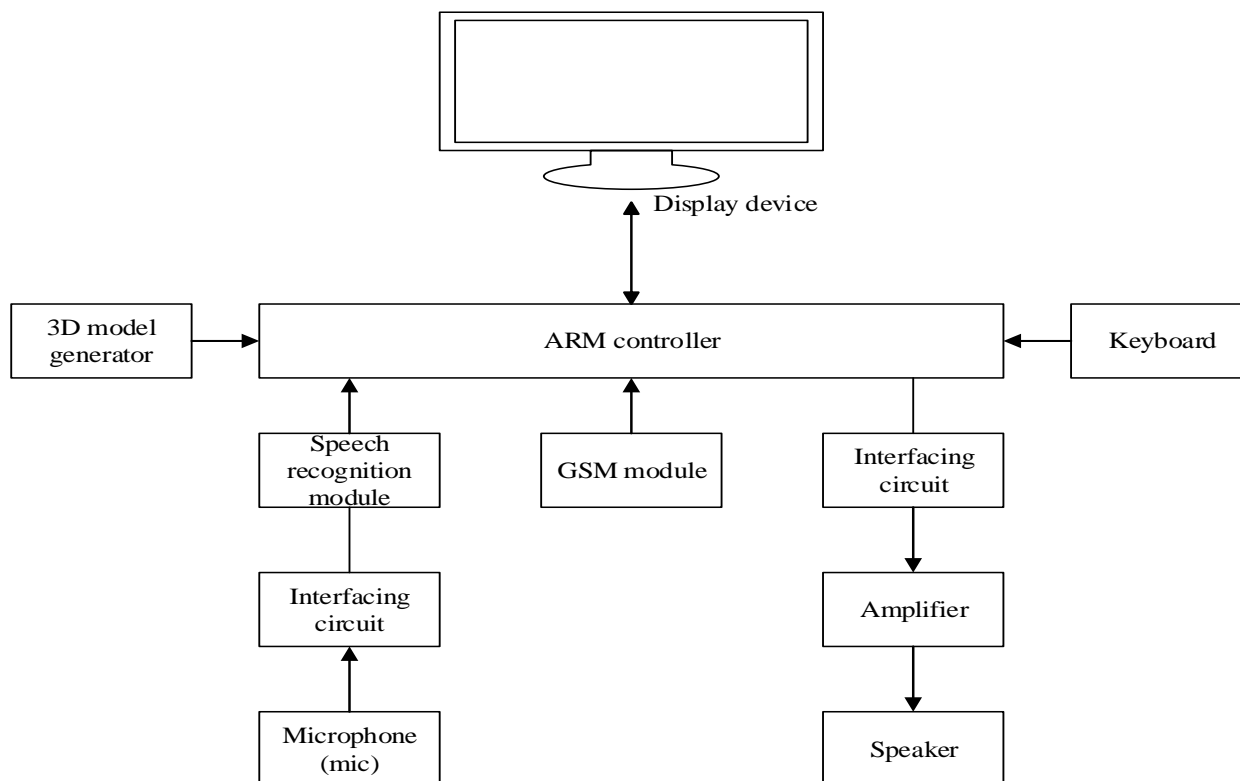 Display device
3D model
generator
ARM controller
Keyboard
Speech
recognition
module
GSM module
Interfacing
circuit
Interfacing
circuit
Amplifier
Microphone
(mic)
Speaker